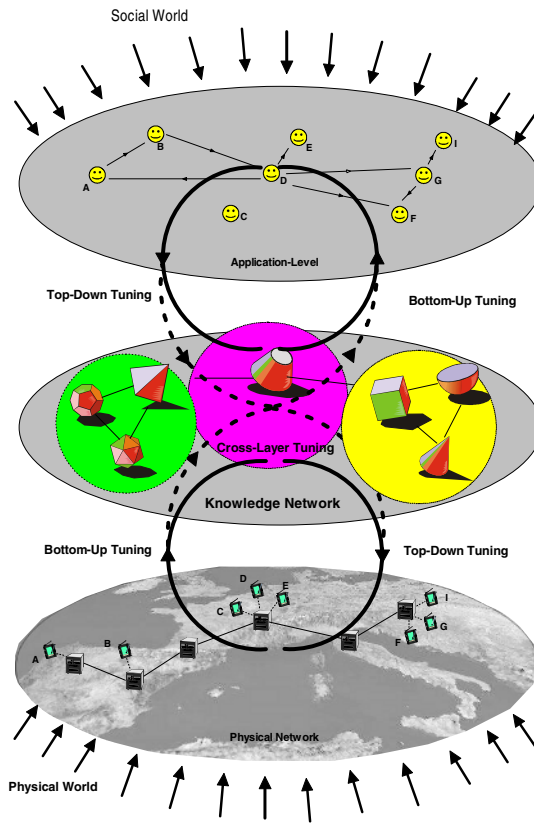 Social World
B
E
I
A
D
G
C
F
Application-Level
Top-Down Tuning
Bottom-Up Tuning
Cross-Layer Tuning
Knowledge Network
Bottom-Up Tuning
Top-Down Tuning
D
E
C
I
B
G
A
F
Physical Network
Physical World